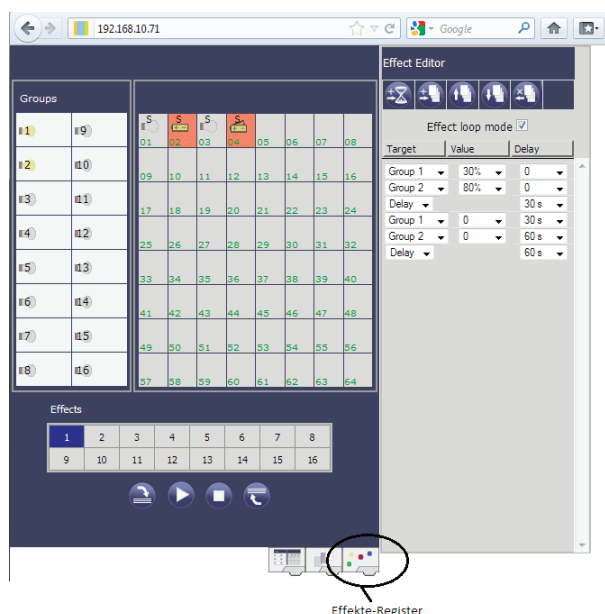 192.168.10.71
Google
Effect Editor
Groups
Effect loop mode
Target Value Delay
Group 1 30% 0
Group 2 80% 0
Delay 30 s
Group 1 0 30 s
Group 2 0 60 s
Delay 60 s
1 9
2 10
3 11
4 12
5 13
6 14
7 15
8 16
S S S S
01 02 03 04 05 06 07 08
09 10 11 12 13 14 15 16
17 18 19 20 21 22 23 24
25 26 27 28 29 30 31 32
33 34 35 36 37 38 39 40
41 42 43 44 45 46 47 48
49 50 51 52 53 54 55 56
57 58 59 60 61 62 63 64
Effects
1 2 3 4 5 6 7 8
9 10 11 12 13 14 15 16
Effekte-Register